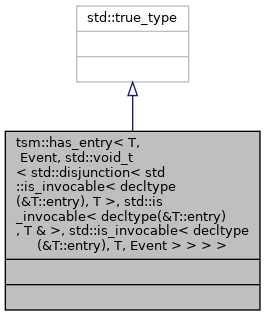 std::true_type
tsm::has_entry< T,
Event, std::void_t
< std::disjunction< std
::is_invocable< decltype
(&T::entry), T >, std::is
_invocable< decltype(&T::entry)
, T & >, std::is_invocable< decltype
(&T::entry), T, Event > > > >